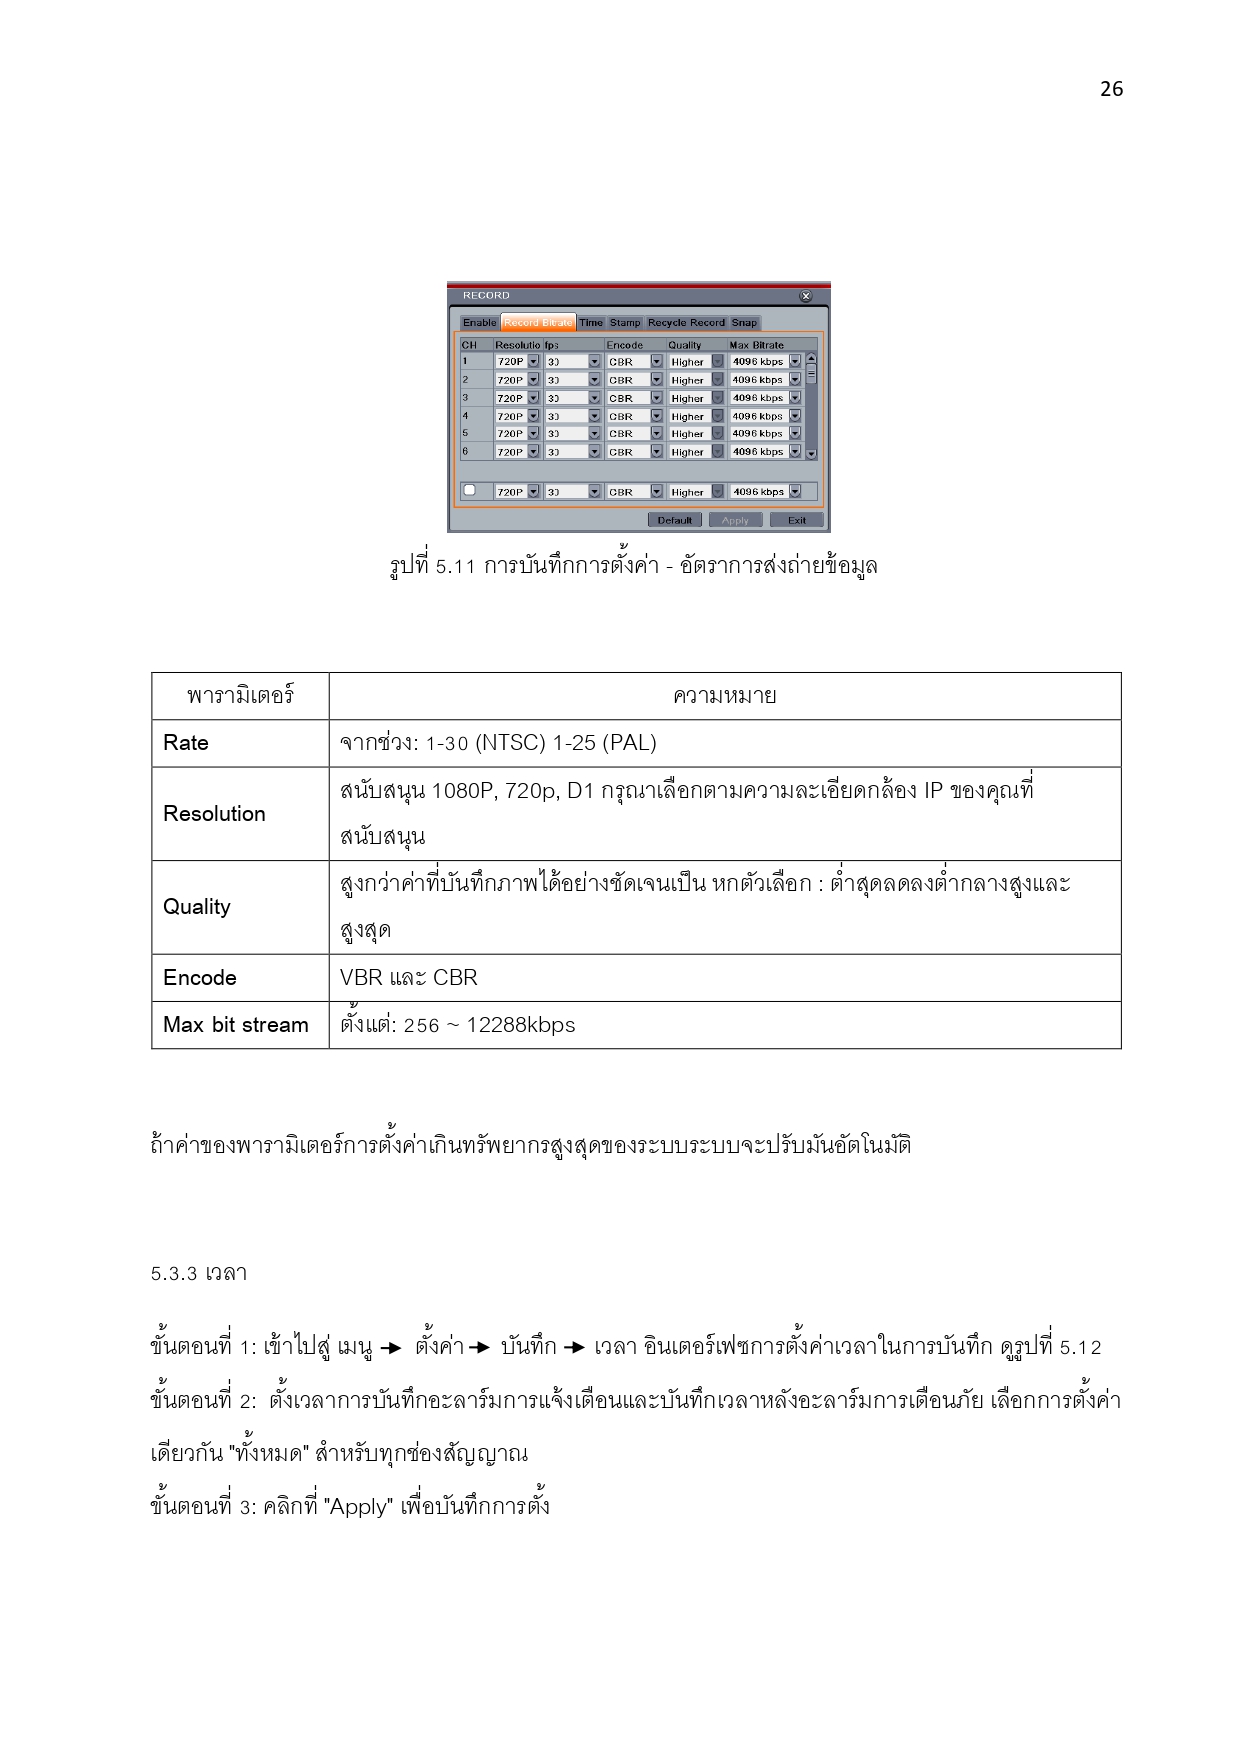 26
RECORD
Enable Record Bitrate Time Stamp Recycle Record Snap
CH Resolutio fps Encode Quality Max Bitrate
1 720P 30 CBR Higher 4096 kbps
2 720P 30 CBR Higher 4096 kbps
3 720P 30 CBR Higher 4096 kbps
4 720P 30 CBR Higher 4096 kbps
5 720P 30 CBR Higher 4096 kbps
6 720P 30 CBR Higher 4096 kbps
720P 30 CBR Higher 4096 kbps
Default Apply Exit
รูปที่ 5.11 การบันทึกการตั้งค่า - อัตราการส่งถ่ายข้อมูล
พารามิเตอร์ ความหมาย
Rate จากช่วง: 1-30 (NTSC) 1-25 (PAL)
Resolution สนับสนุน 1080P, 720p, D1 กรุณาเลือกตามความละเอียดกล้อง IP ของคุณที่
สนับสนุน
Quality สูงกว่าค่าที่บันทึกภาพได้อย่างชัดเจนเป็น หกตัวเลือก : ต่ำสุดลดลงต่ำกลางสูงและ
สูงสุด
Encode VBR และ CBR
Max bit stream ตั้งแต่: 256 ~ 12288kbps
ถ้าค่าของพารามิเตอร์การตั้งค่าเกินทรัพยากรสูงสุดของระบบระบบจะปรับมันอัตโนมัติ
5.3.3 เวลา
ขั้นตอนที่ 1: เข้าไปสู่ เมนู → ตั้งค่า → บันทึก → เวลา อินเตอร์เฟซการตั้งค่าเวลาในการบันทึก ดูรูปที่ 5.12
ขั้นตอนที่ 2: ตั้งเวลาการบันทึกอะลาร์มการแจ้งเตือนและบันทึกเวลาหลังอะลาร์มการเตือนภัย เลือกการตั้งค่า
เดียวกัน "ทั้งหมด" สำหรับทุกช่องสัญญาณ
ขั้นตอนที่ 3: คลิกที่ "Apply" เพื่อบันทึกการตั้ง